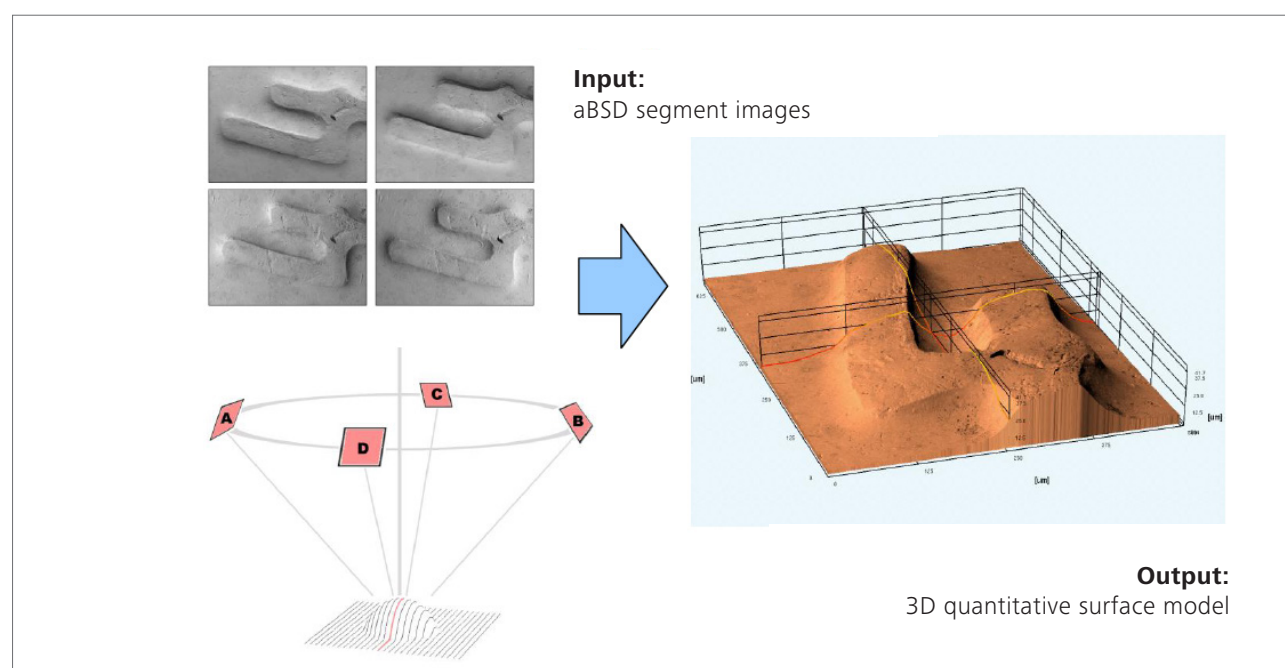 Input:
aBSD segment images
A
C
B
D
[um]
[um]
[um]
Output:
3D quantitative surface model